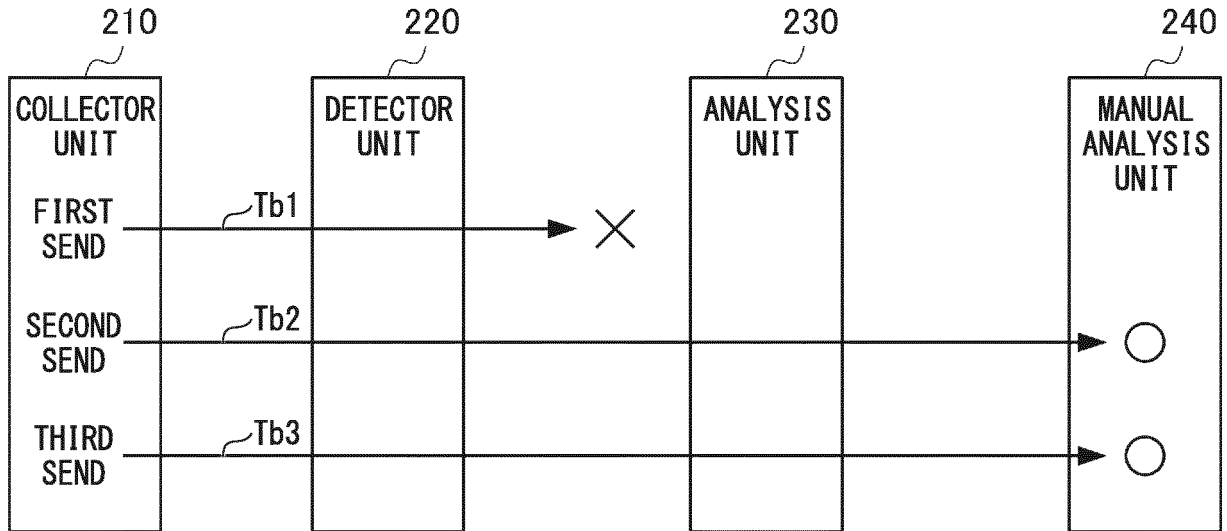 210
220
230
240
COLLECTOR
UNIT
DETECTOR
UNIT
ANALYSIS
UNIT
MANUAL
ANALYSIS
UNIT
FIRST
SEND
Tb1
SECOND
SEND
Tb2
THIRD
SEND
Tb3